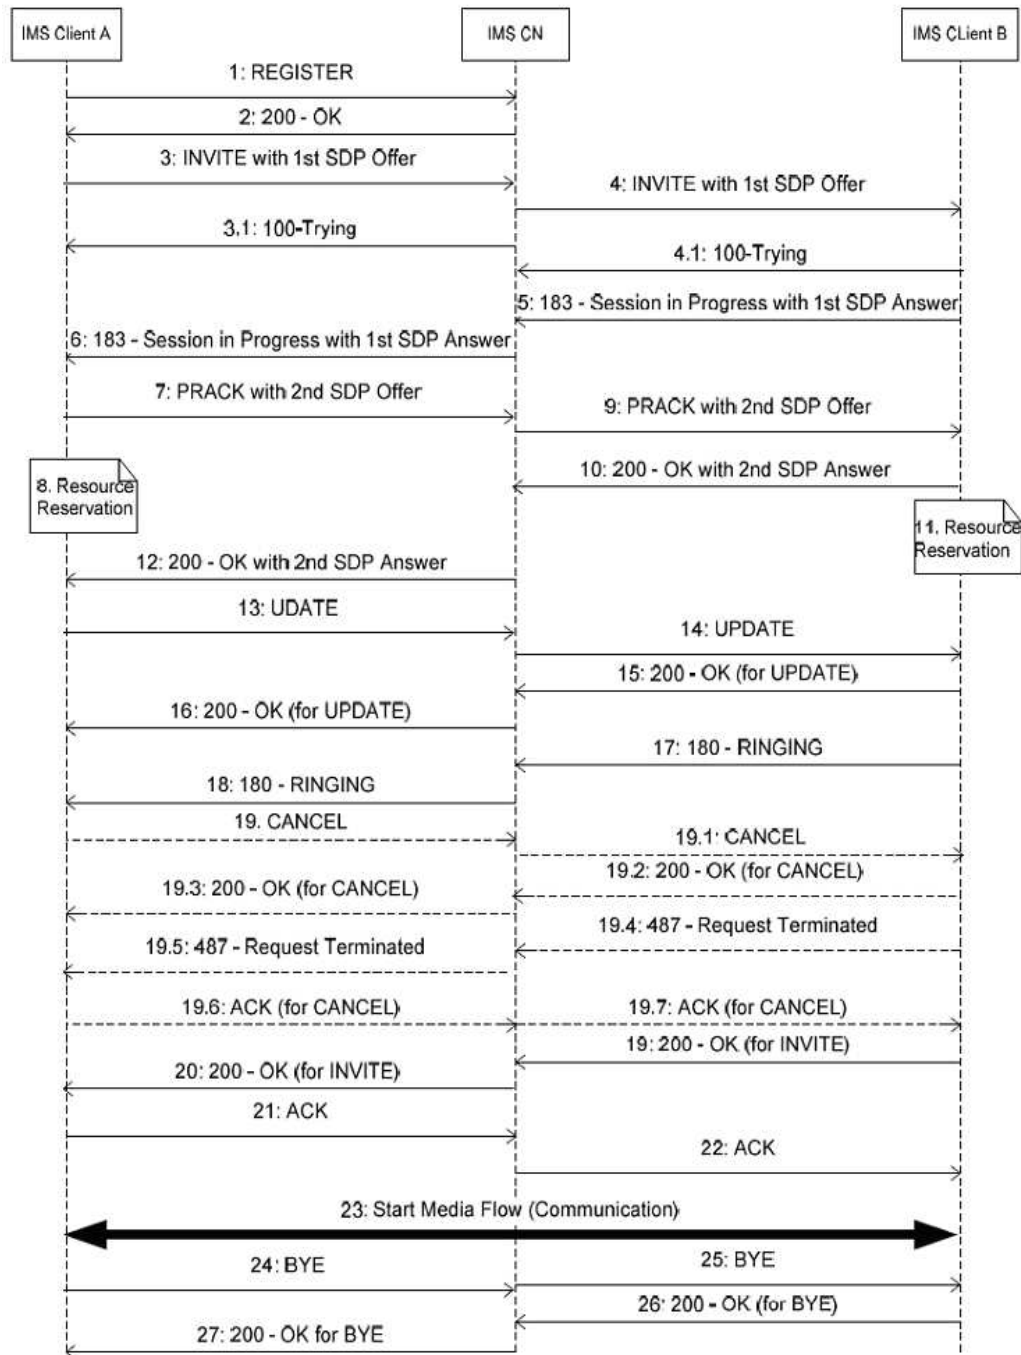 IMS Client A
IMS CN
IMS CLient B
1: REGISTER
2: 200 - OK
3: INVITE with 1st SDP Offer
4: INVITE with 1st SDP Offer
3.1: 100-Trying
4.1: 100-Trying
5: 183 - Session in Progress with 1st SDP Answer
6: 183 - Session in Progress with 1st SDP Answer
7: PRACK with 2nd SDP Offer
9: PRACK with 2nd SDP Offer
10: 200 - OK with 2nd SDP Answer
8. Resource
Reservation
11. Resource
Reservation
12: 200 - OK with 2nd SDP Answer
13: UDATE
14: UPDATE
15: 200 - OK (for UPDATE)
16: 200 - OK (for UPDATE)
17: 180 - RINGING
18: 180 - RINGING
19. CANCEL
19.1: CANCEL
19.2: 200 - OK (for CANCEL)
19.3: 200 - OK (for CANCEL)
19.4: 487 - Request Terminated
19.5: 487 - Request Terminated
19.6: ACK (for CANCEL)
19.7: ACK (for CANCEL)
19: 200 - OK (for INVITE)
20: 200 - OK (for INVITE)
21: ACK
22: ACK
23: Start Media Flow (Communication)
24: BYE
25: BYE
26: 200 - OK (for BYE)
27: 200 - OK for BYE